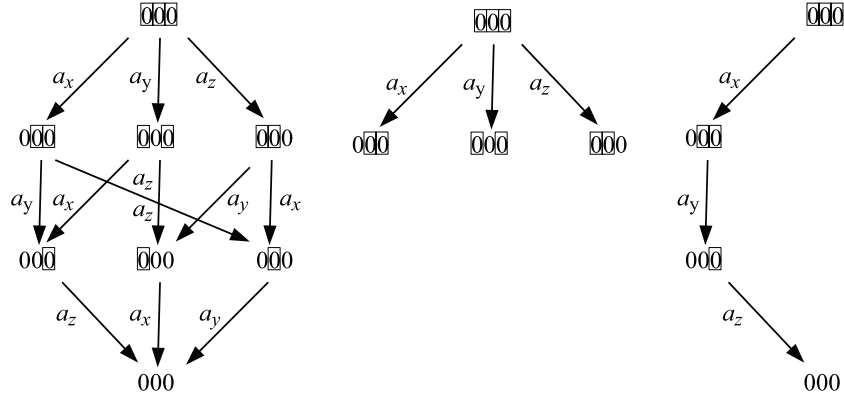 000 000 000
a_x a_y a_z a_x a_y a_z a_x
000 000 000 000 000 000 000
a_y a_x a_z a_z a_y a_x a_y
000 000 000 000
a_z a_x a_y a_z
000 000